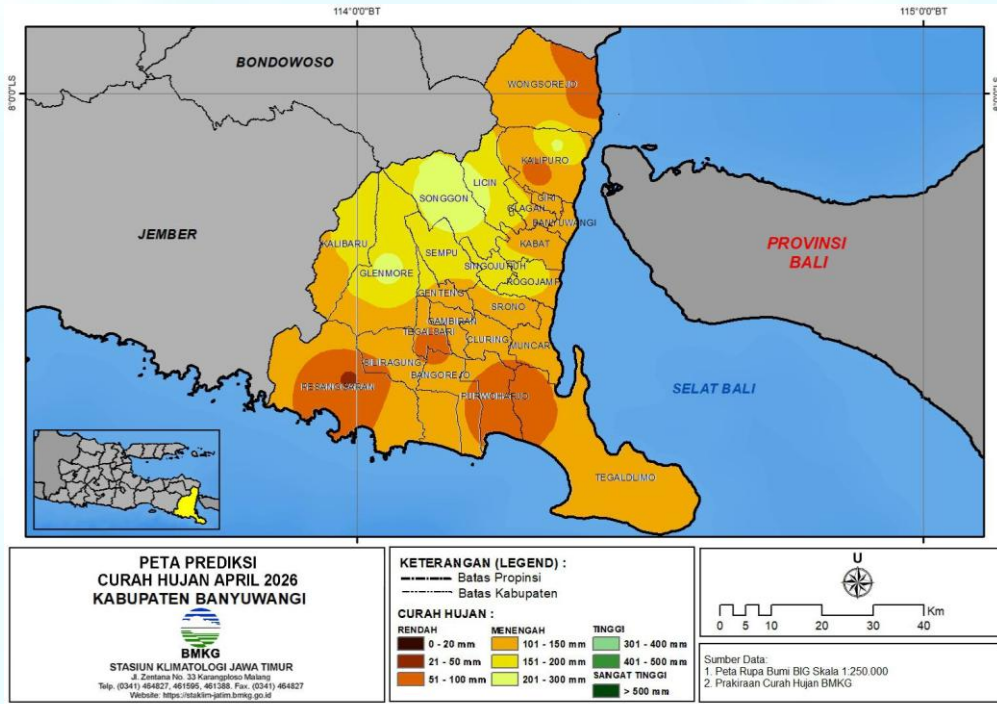 114°0'0"BT
115°0'0"BT
8°0'0"LS
8°0'0"LS
BONDOWOSO
WONGSOREJO
KALIPURO
LICIN
SONGGON
GIRI
GLAGAH
BANYUWANGI
JEMBER
KALIBARU
KABAT
SEMPU
SINGOJURUH
GLENMORE
ROGOJAMPI
GENTENG
SRONO
GAMBIRAN
TEGALSARI
CLURING
MUNCAR
SILIRAGUNG
BANGOREJO
PESANGGARAN
PURWOHARJO
TEGALDLIMO
PROVINSI
BALI
SELAT BALI
PETA PREDIKSI
CURAH HUJAN APRIL 2026
KABUPATEN BANYUWANGI
BMKG
STASIUN KLIMATOLOGI JAWA TIMUR
Jl. Zentana No. 33 Karangploso Malang
Telp. (0341) 464827, 461595, 461388. Fax. (0341) 464827
Website: https://staklim-jatim.bmkg.go.id
KETERANGAN (LEGEND) :
Batas Propinsi
Batas Kabupaten
CURAH HUJAN :
RENDAH
0 - 20 mm
21 - 50 mm
51 - 100 mm
MENENGAH
101 - 150 mm
151 - 200 mm
201 - 300 mm
TINGGI
301 - 400 mm
401 - 500 mm
SANGAT TINGGI
> 500 mm
U
Km
0 5 10 20 30 40
Sumber Data:
1. Peta Rupa Bumi BIG Skala 1:250.000
2. Prakiraan Curah Hujan BMKG